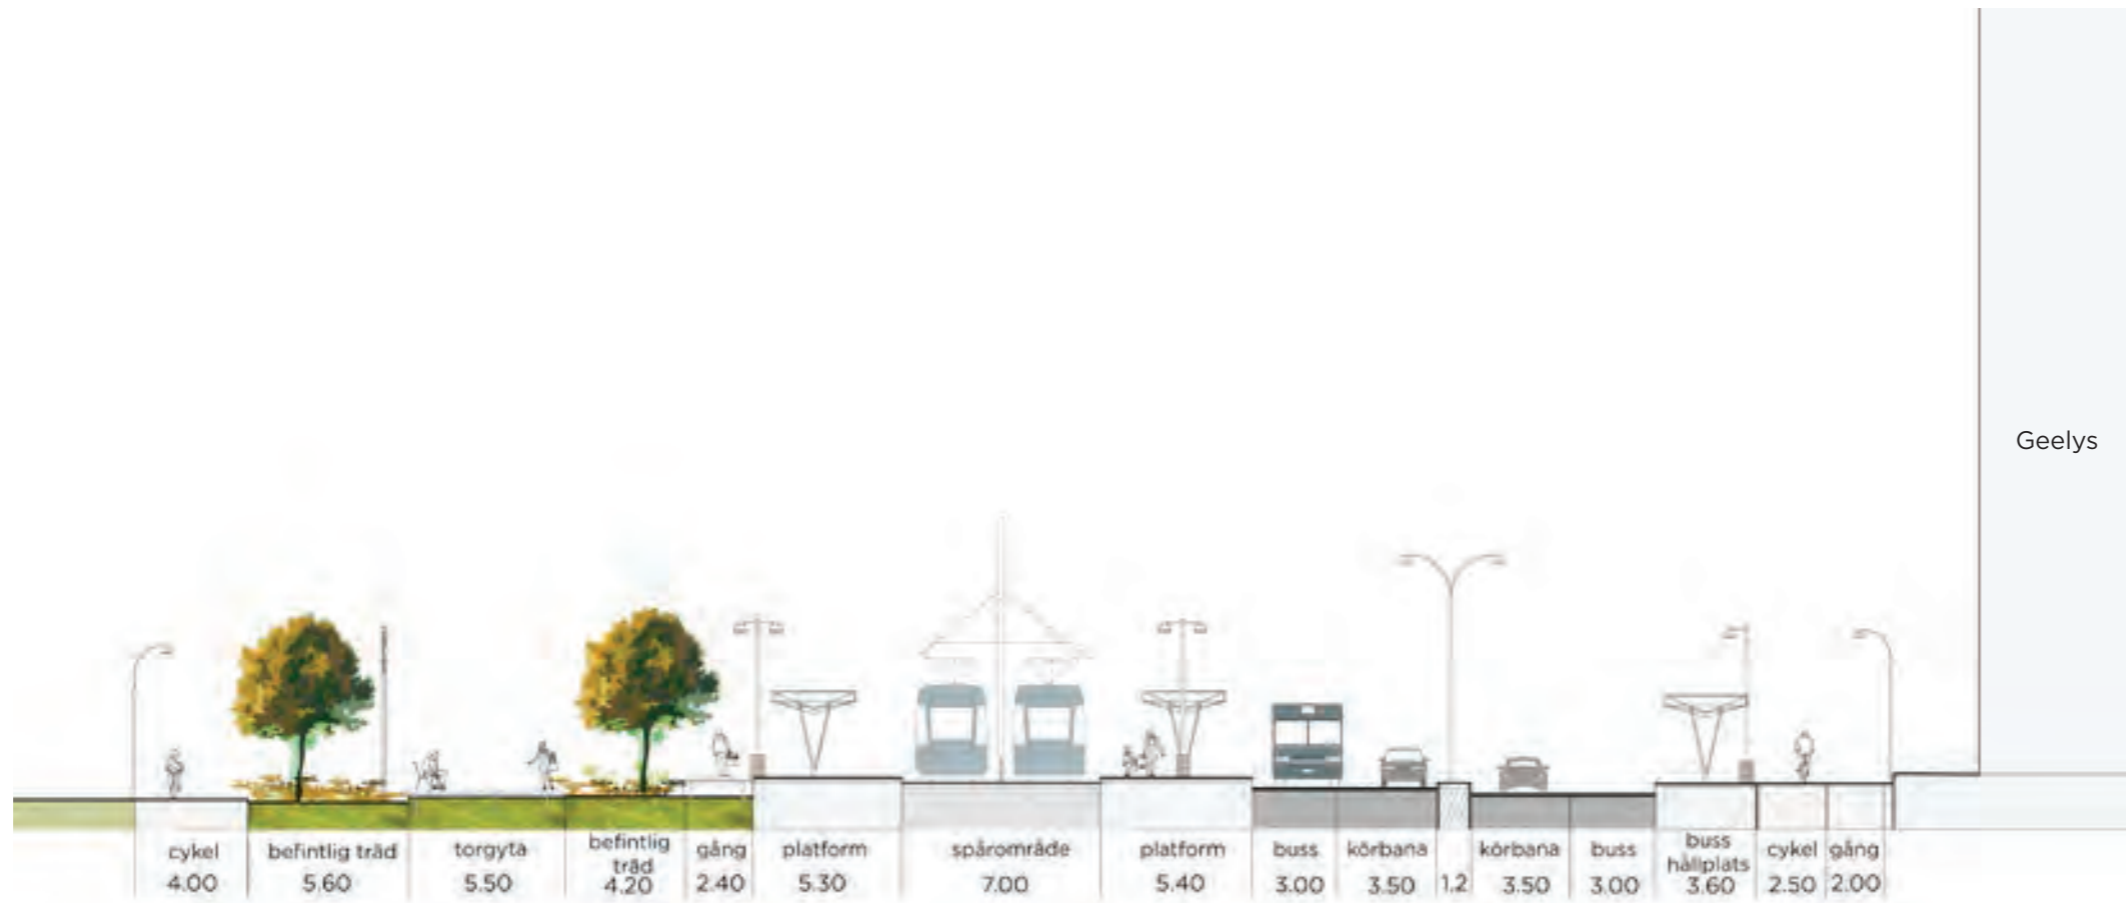 Geelys
cykel
4.00
befintlig träd
5.60
torgyta
5.50
befintlig
träd
4.20
gång
2.40
platform
5.30
spårområde
7.00
platform
5.40
buss
3.00
körbana
3.50
1.2
körbana
3.50
buss
3.00
buss
hållplats
3.60
cykel
2.50
gång
2.00